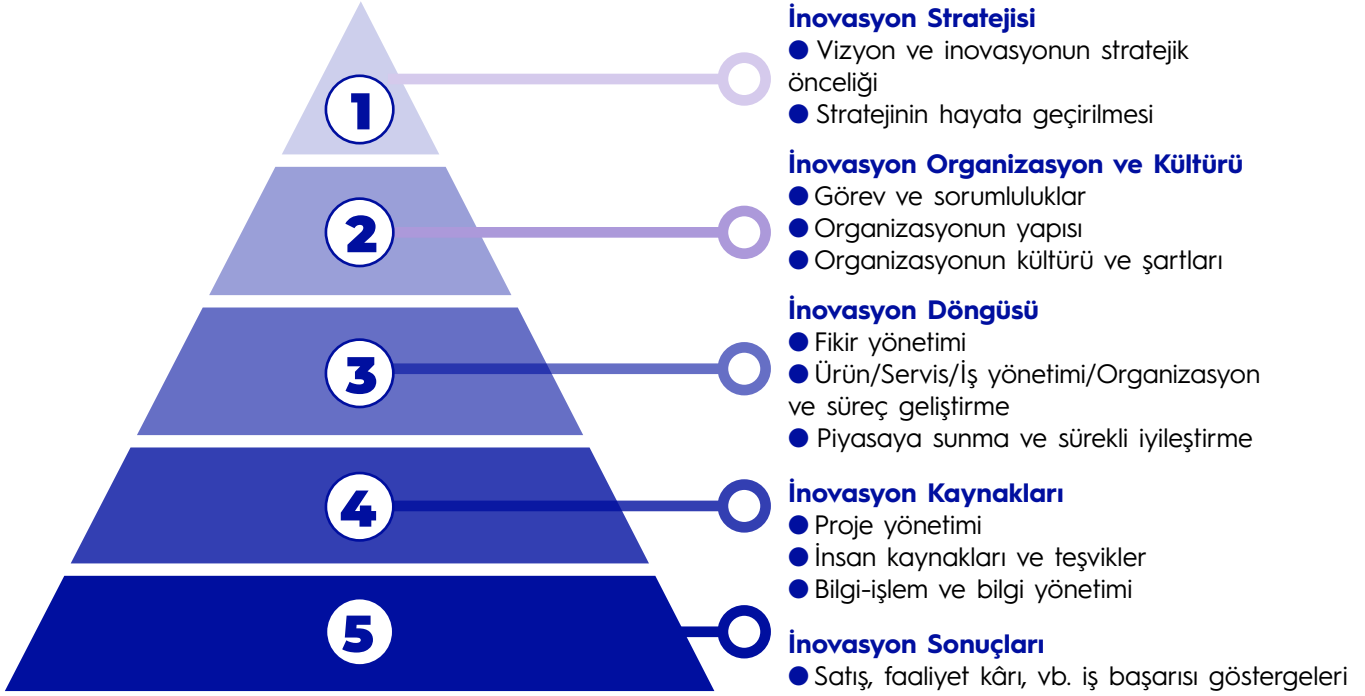 1
İnovasyon Stratejisi
● Vizyon ve inovasyonun stratejik
önceliği
● Stratejinin hayata geçirilmesi
2
İnovasyon Organizasyon ve Kültürü
● Görev ve sorumluluklar
● Organizasyonun yapısı
● Organizasyonun kültürü ve şartları
3
İnovasyon Döngüsü
● Fikir yönetimi
● Ürün/Servis/İş yönetimi/Organizasyon
ve süreç geliştirme
● Piyasaya sunma ve sürekli iyileştirme
4
İnovasyon Kaynakları
● Proje yönetimi
● İnsan kaynakları ve teşvikler
● Bilgi-işlem ve bilgi yönetimi
5
İnovasyon Sonuçları
● Satış, faaliyet kârı, vb. iş başarısı göstergeleri